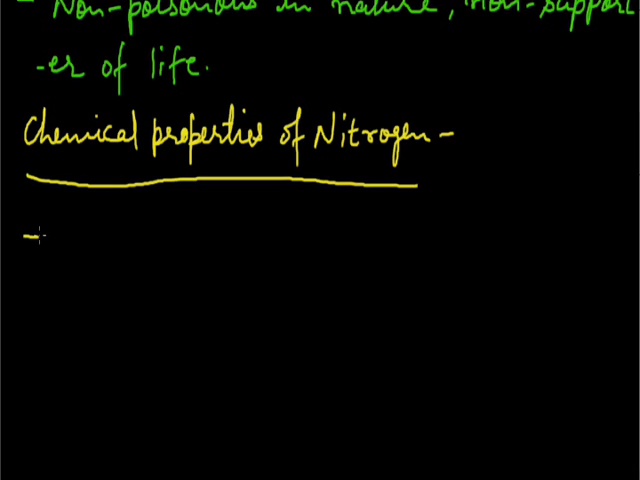 - Non-poisonous in nature, Non-support
-er of life.
Chemical properties of Nitrogen -
-